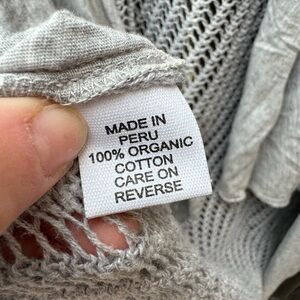 MADE IN
PERU
100% ORGANIC
COTTON
CARE ON
REVERSE